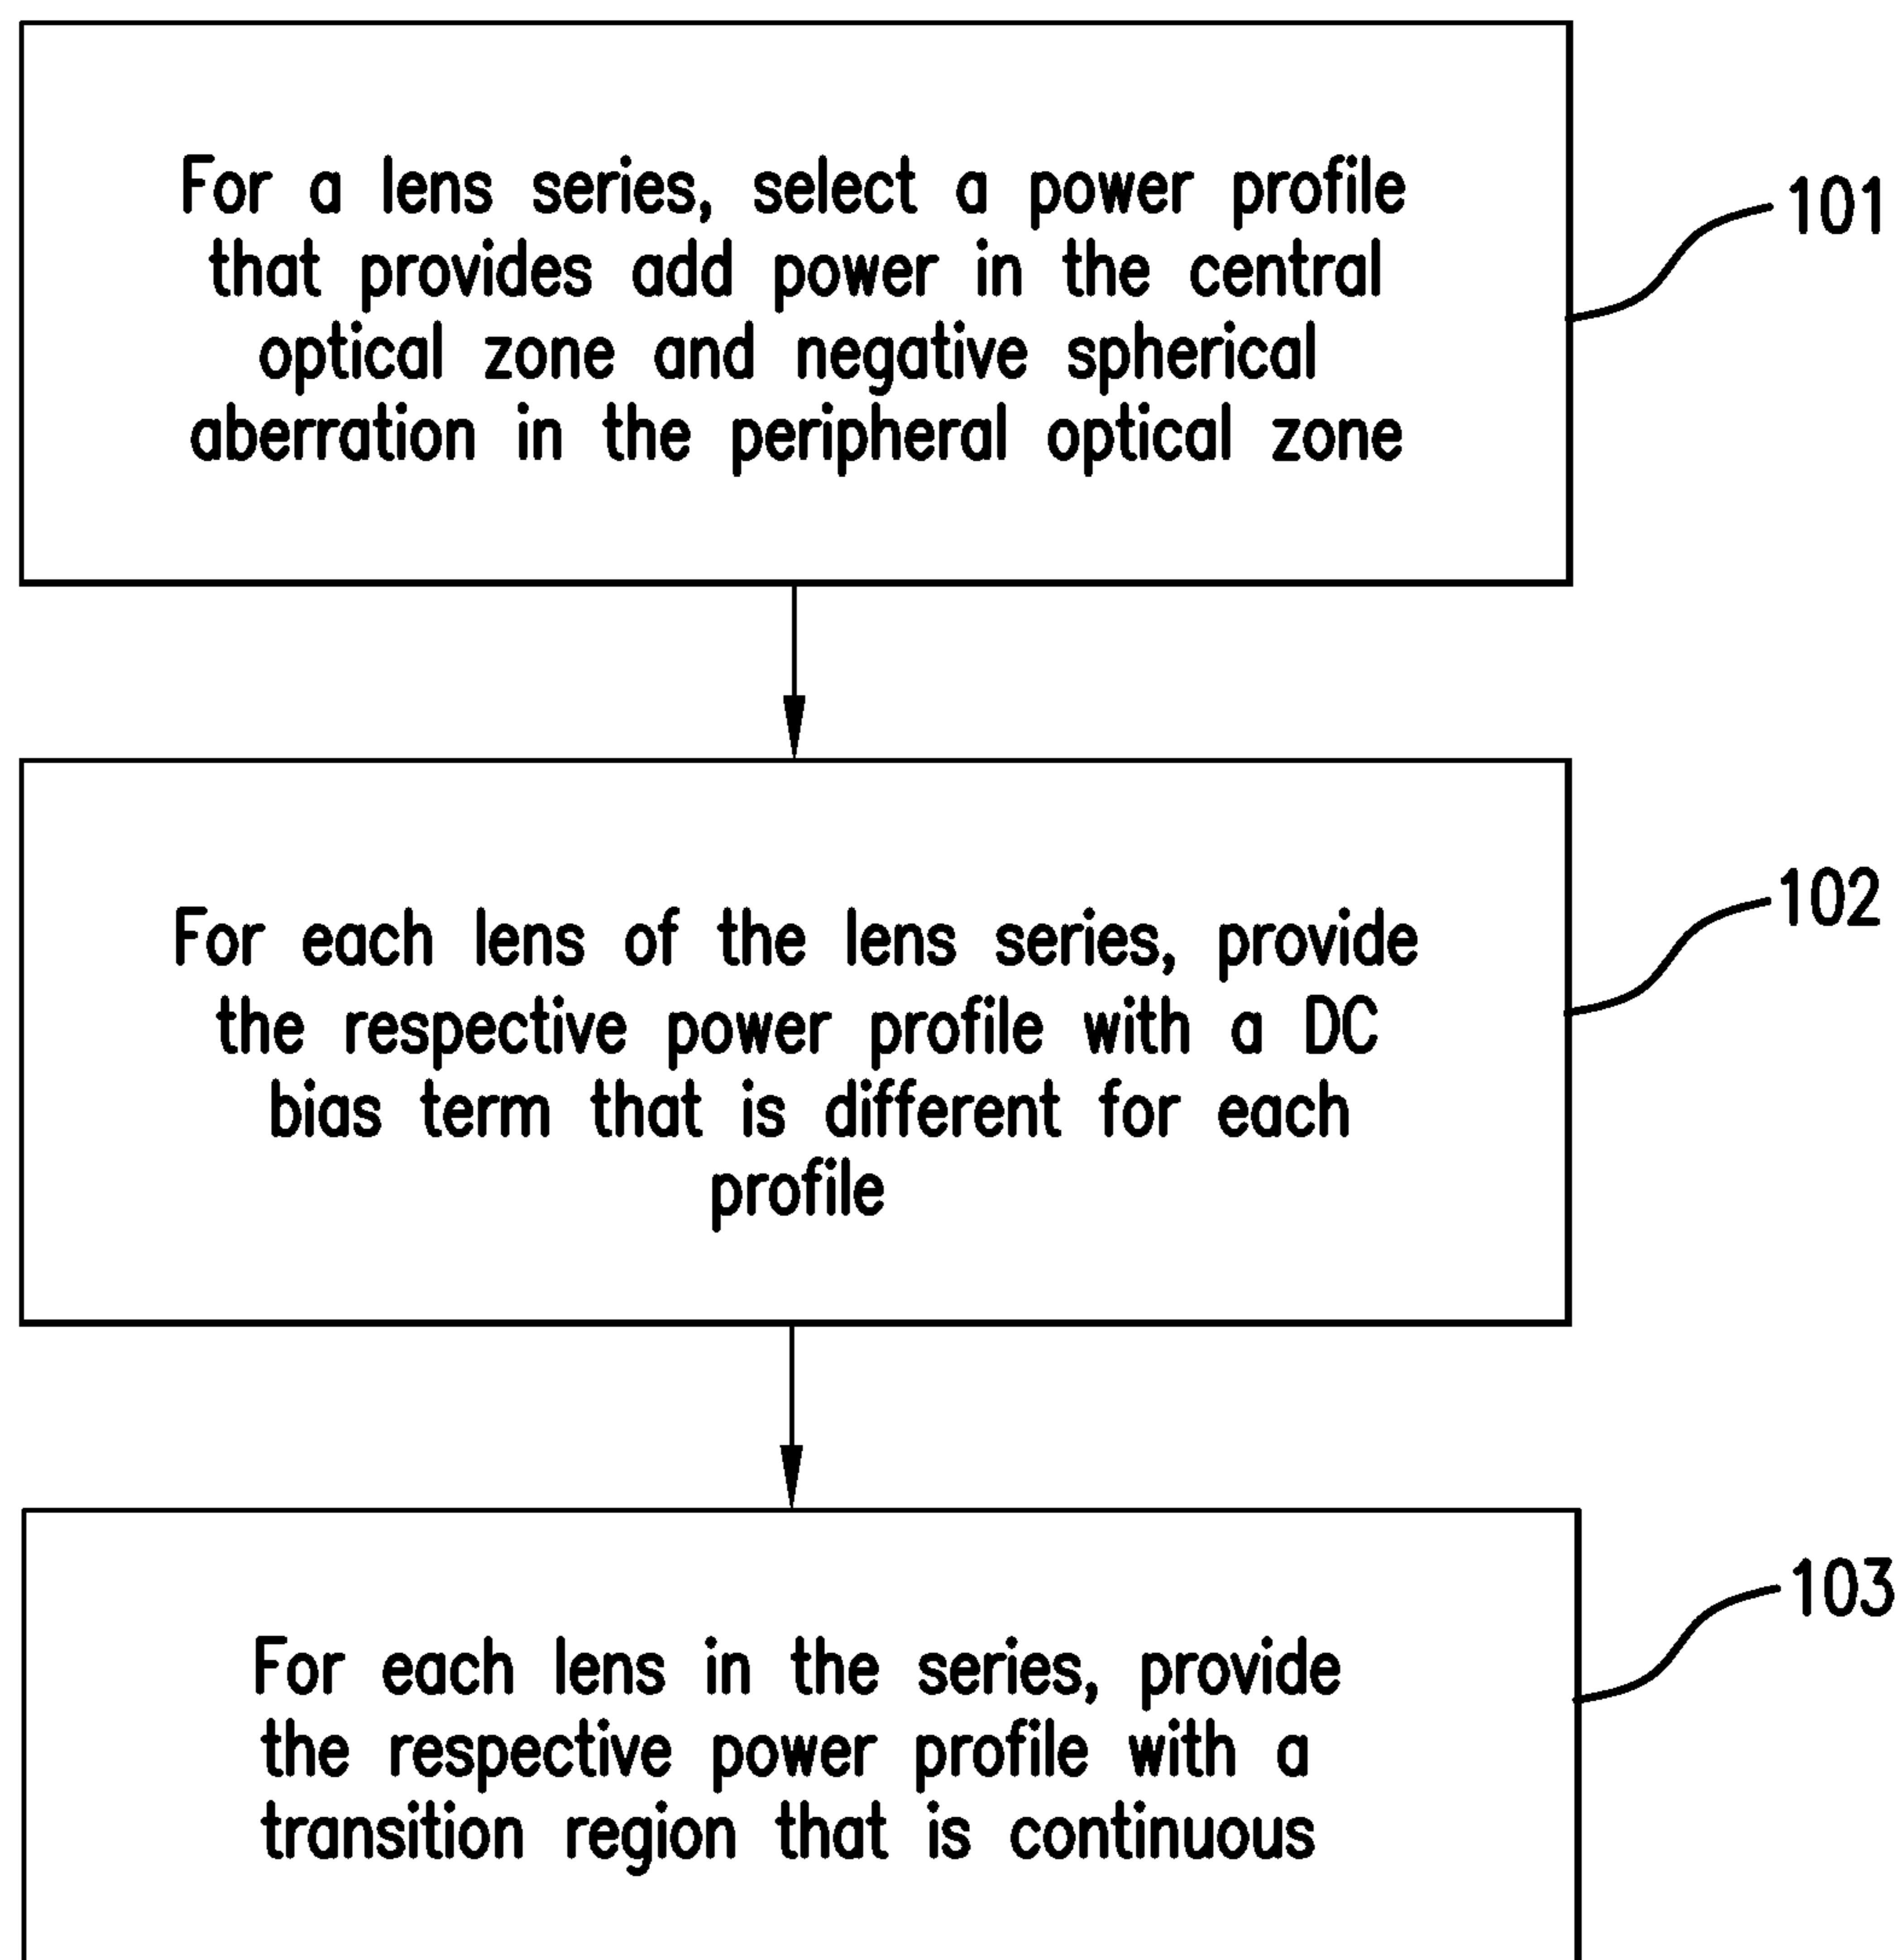 For a lens series, select a power profile
that provides add power in the central
optical zone and negative spherical
aberration in the peripheral optical zone
101
For each lens of the lens series, provide
the respective power profile with a DC
bias term that is different for each
profile
102
For each lens in the series, provide
the respective power profile with a
transition region that is continuous
103